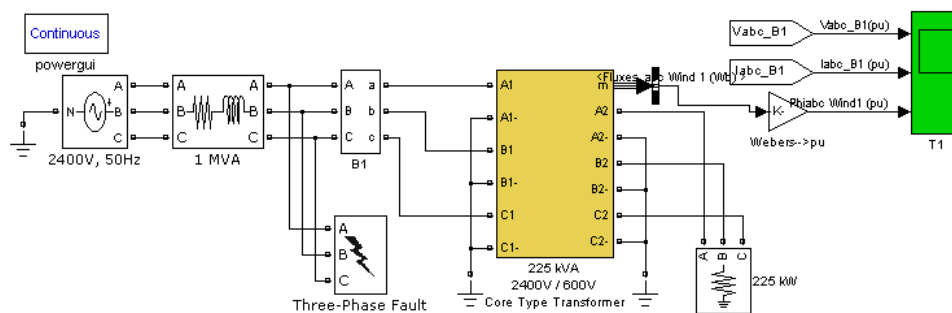 Continuous
powergui
N
A
B
C
2400V, 50Hz
A
B
C
A
B
C
1 MVA
A
B
C
a
b
c
B1
A
B
C
Three-Phase Fault
A1
A1-
B1
B1-
C1
C1-
m
A2
A2-
B2
B2-
C2
C2-
225 kVA
2400V / 600V
Core Type Transformer
<Fluxes_abc Wind 1 (Wb) >
A
B
C
225 kW
Vabc_B1
Vabc_B1(pu)
Iabc_B1
Iabc_B1 (pu)
K-
Phiabc Wind1 (pu)
Webers-->pu
T1